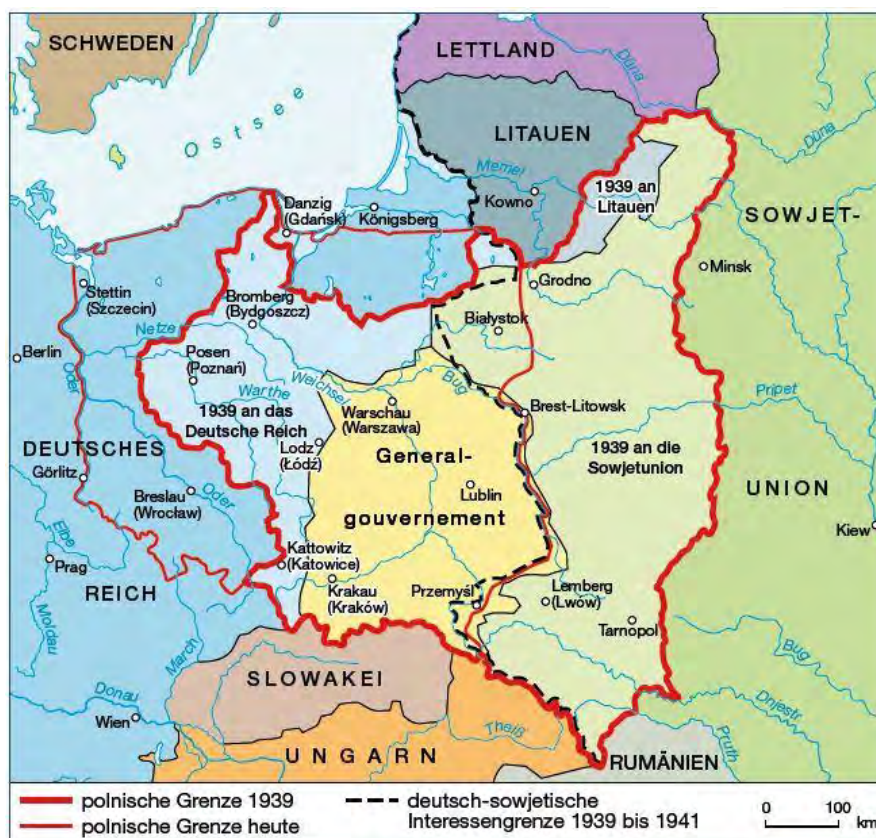 SCHWEDEN
LETTLAND
Düna
Ostsee
LITAUEN
Düna
Memel
Kowno
1939 an
Litauen
SOWJET-
Danzig
(Gdańsk)
Königsberg
Minsk
Grodno
Stettin
(Szczecin)
Bromberg
(Bydgoszcz)
Białystok
Netze
Berlin
Oder
Posen
(Poznań)
Weichsel
Bug
Pripet
Warthe
Warschau
(Warszawa)
Brest-Litowsk
1939 an das
Deutsche Reich
DEUTSCHES
Lodz
(Łódź)
General-
gouvernement
1939 an die
Sowjetunion
Görlitz
Lublin
UNION
Breslau
(Wrocław)
Oder
Kiew
Elbe
Prag
Kattowitz
(Katowice)
REICH
Krakau
(Kraków)
Przemyśl
Lemberg
(Lwow)
Tarnopol
Moldau
March
Bug
SLOWAKEI
Donau
Wien
Dnjestr
Theiß
Pruth
UNGARN
RUMÄNIEN
polnische Grenze 1939
polnische Grenze heute
deutsch-sowjetische
Interessengrenze 1939 bis 1941
0 100
km